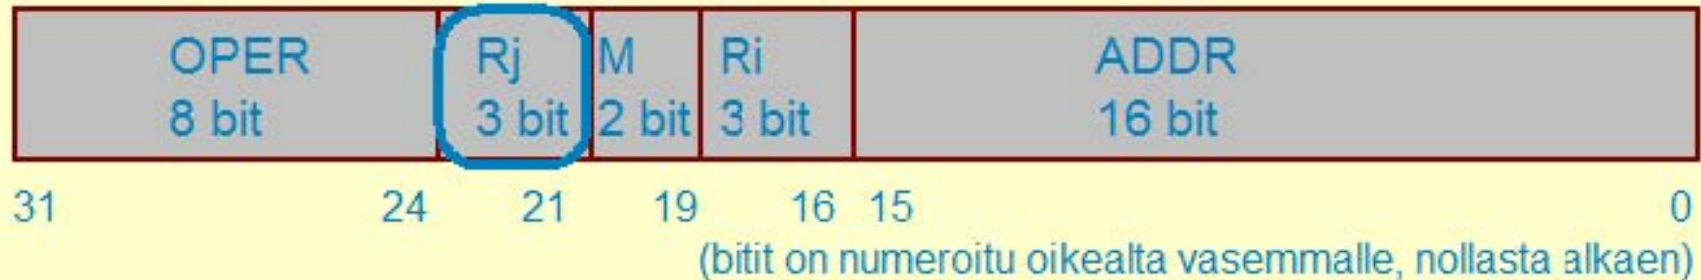 OPER Rj M Ri ADDR
8 bit 3 bit 2 bit 3 bit 16 bit
31 24 21 19 16 15 0
(bitit on numeroitu oikealta vasemmalle, nollasta alkaen)